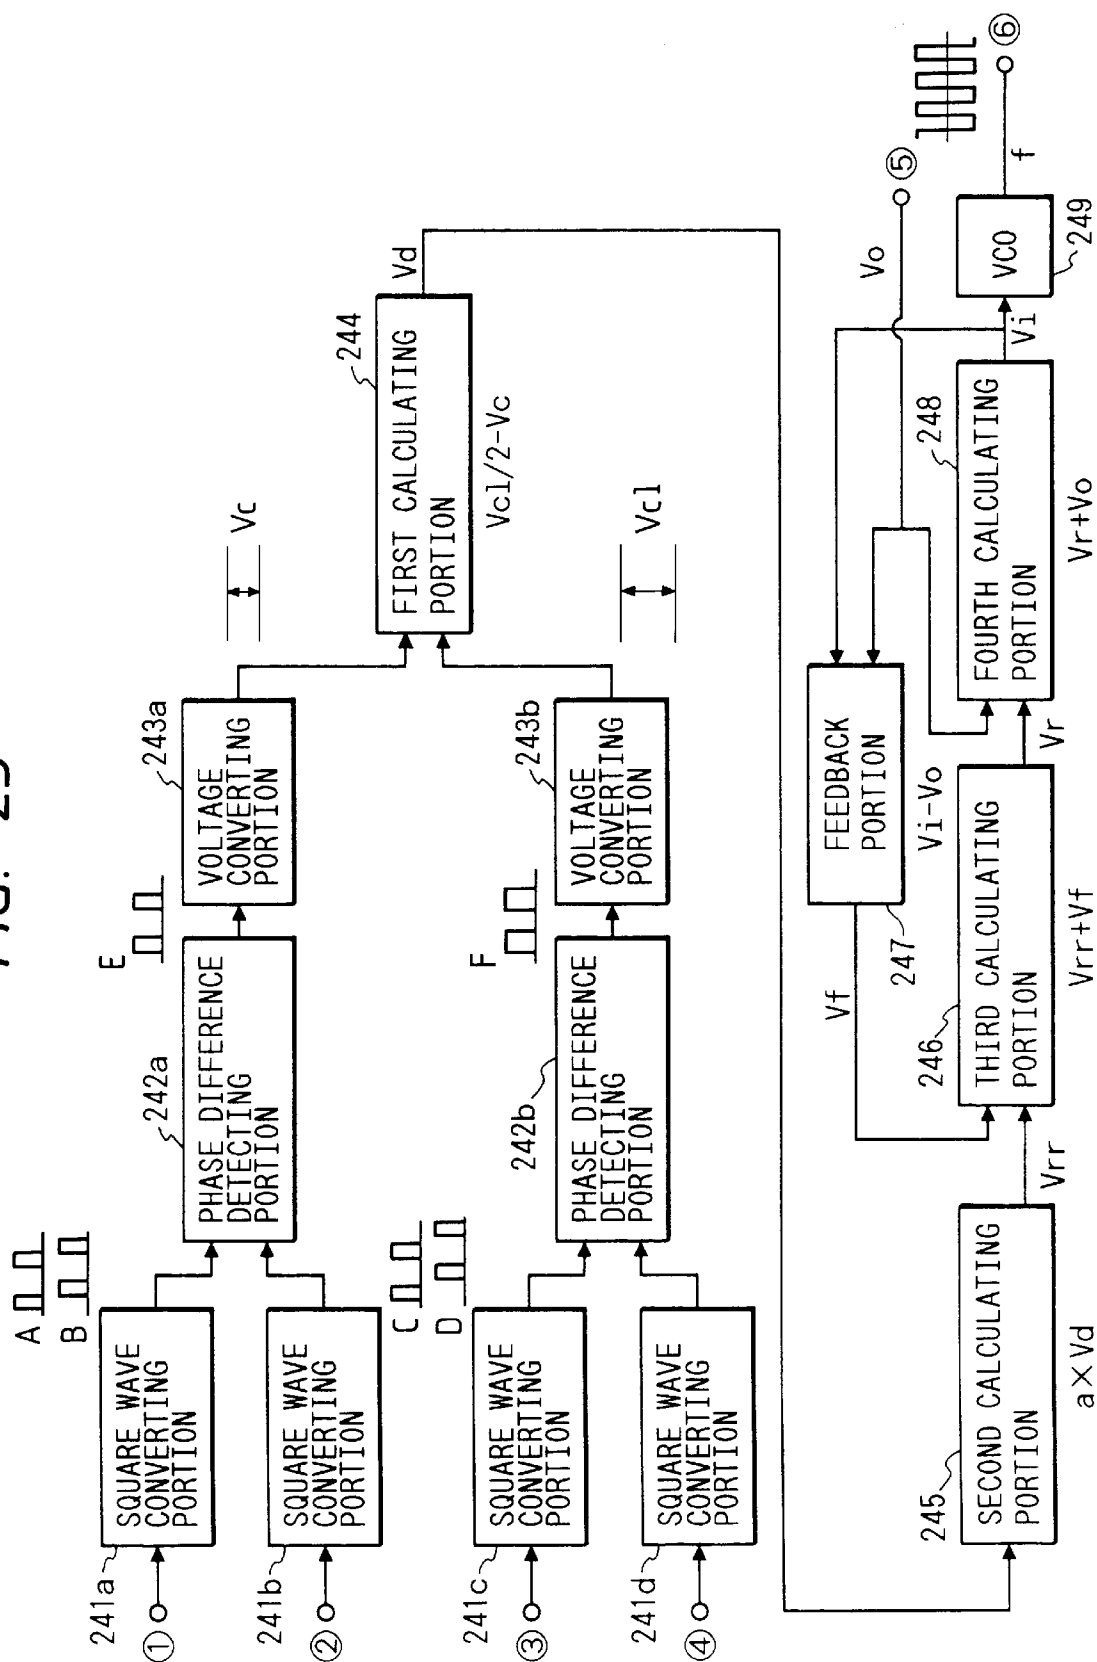 FIG.
A
B
241a
①
SQUARE WAVE
CONVERTING
PORTION
241b
②
SQUARE WAVE
CONVERTING
PORTION
242a
PHASE DIFFERENCE
DETECTING
PORTION
E
243a
VOLTAGE
CONVERTING
PORTION
Vc
C
D
241c
③
SQUARE WAVE
CONVERTING
PORTION
241d
④
SQUARE WAVE
CONVERTING
PORTION
242b
PHASE DIFFERENCE
DETECTING
PORTION
F
243b
VOLTAGE
CONVERTING
PORTION
Vcl
244
FIRST CALCULATING
PORTION
Vcl/2-Vc
Vd
245
SECOND CALCULATING
PORTION
a×Vd
Vrr
246
THIRD CALCULATING
PORTION
Vrr+Vf
Vf
247
FEEDBACK
PORTION
Vi-Vo
Vr
248
FOURTH CALCULATING
PORTION
Vr+Vo
Vi
Vo
⑤
VCO
249
f
⑥